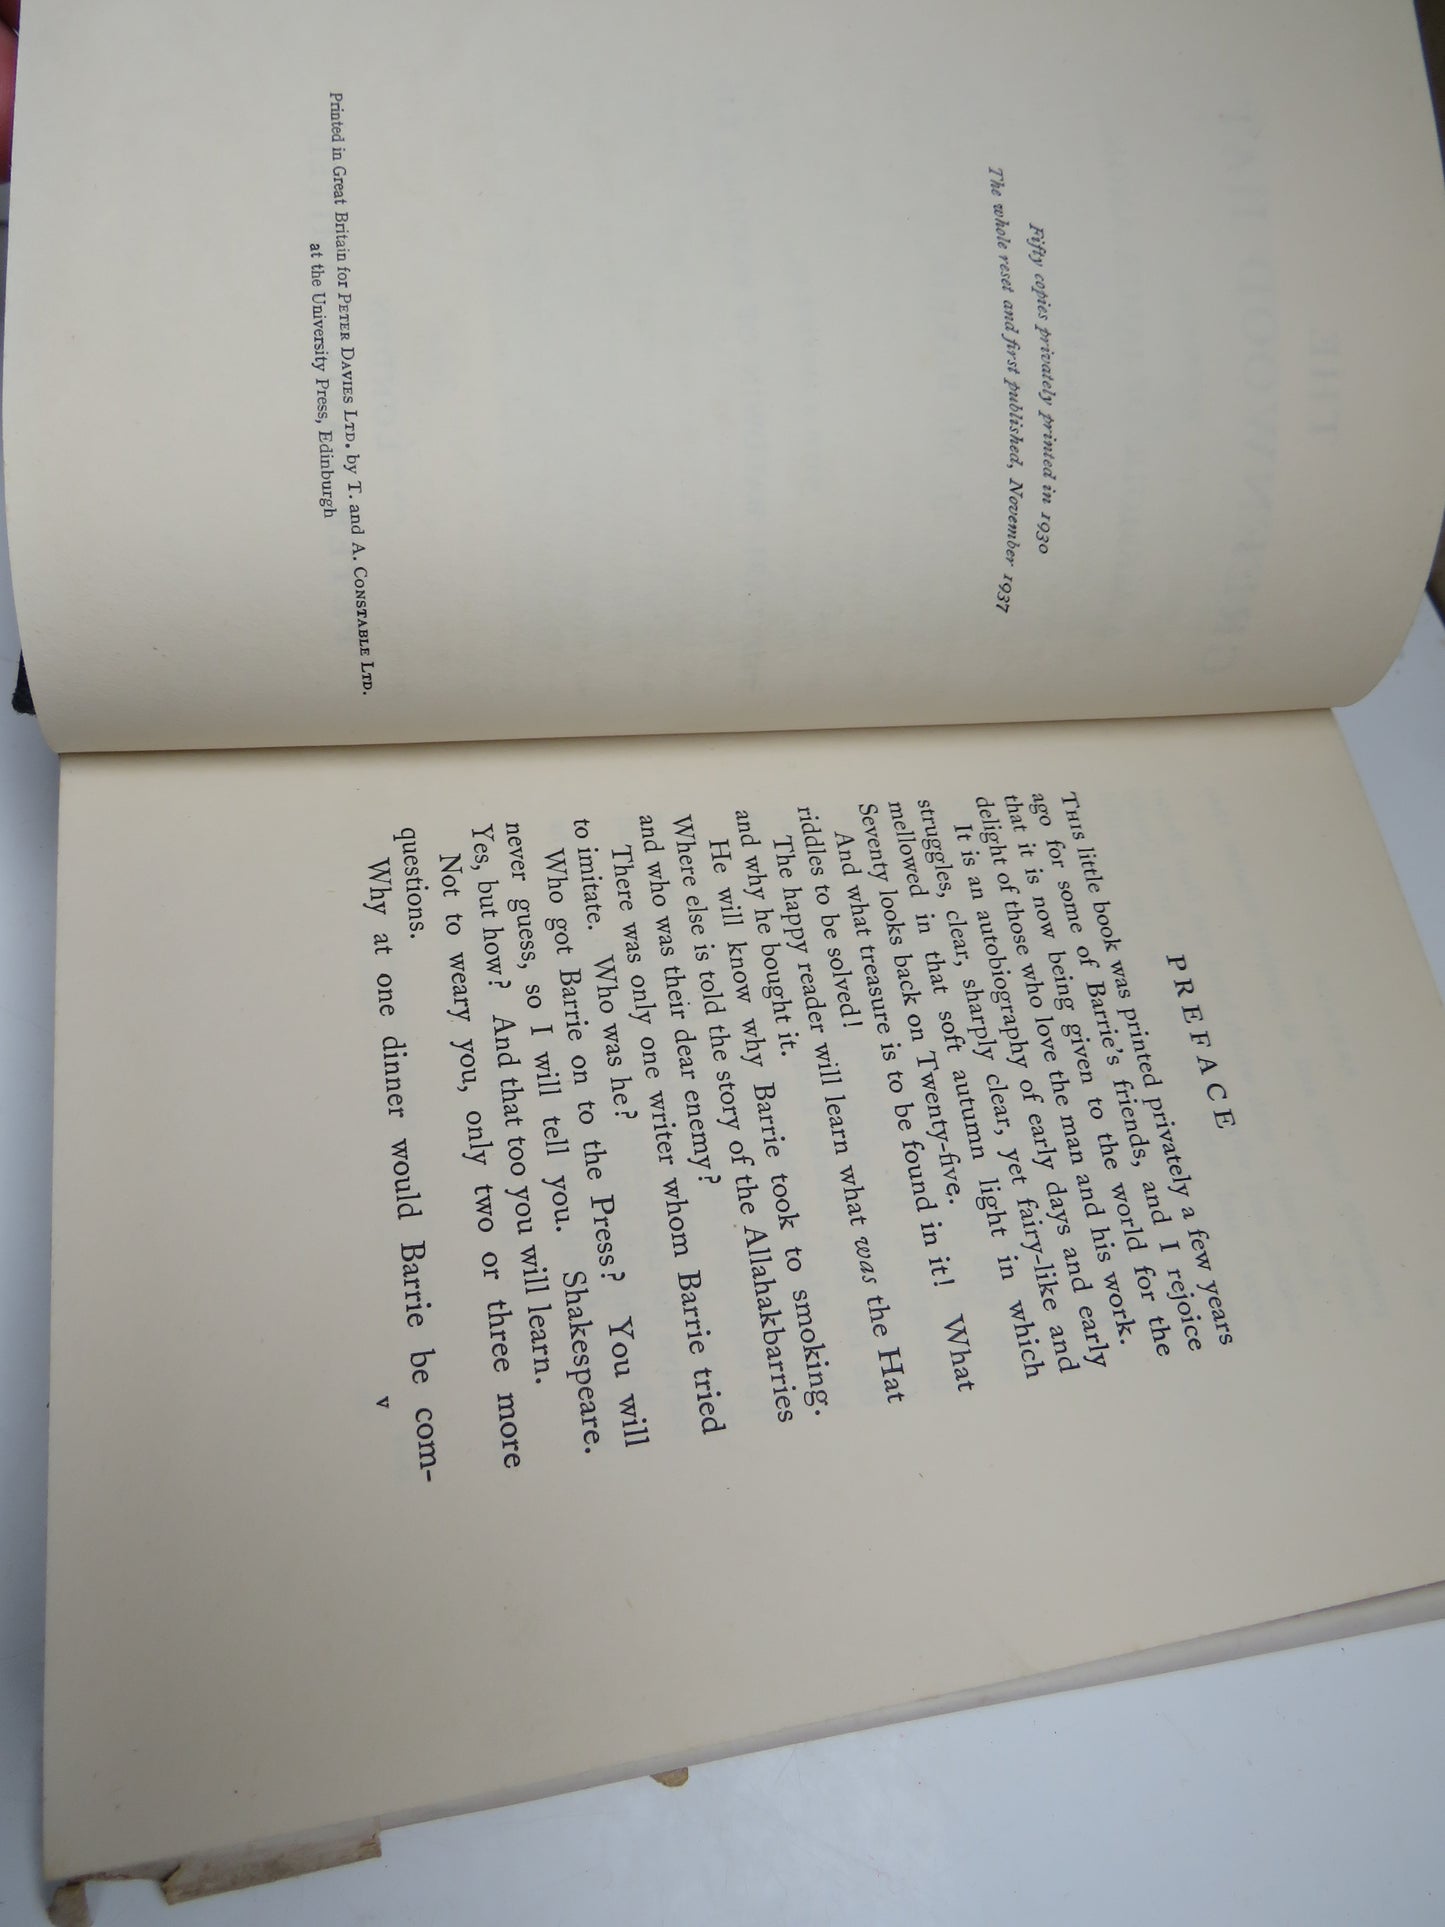 Fifty copies privately printed in 1930
The whole reset and first published, November 1937
Printed in Great Britain for PETER DAVIES LTD. by T. and A. CONSTABLE LTD.
at the University Press, Edinburgh
PREFACE
THIS little book was printed privately a few years
ago for some of Barrie's friends, and I rejoice
that it is now being given to the world for the
delight of those who love the man and his work.
It is an autobiography of early days and early
struggles, clear, sharply clear, yet fairy-like and
mellowed in that soft autumn light in which
Seventy looks back on Twenty-five.
And what treasure is to be found in it! What
riddles to be solved!
The happy reader will learn what was the Hat
and why he bought it.
He will know why Barrie took to smoking.
Where else is told the story of the Allahakbarries
and who was their dear enemy?
There was only one writer whom Barrie tried
to imitate. Who was he?
Who got Barrie on to the Press? You will
never guess, so I will tell you. Shakespeare.
Yes, but how? And that too you will learn.
Not to weary you, only two or three more
questions.
Why at one dinner would Barrie be com-
v